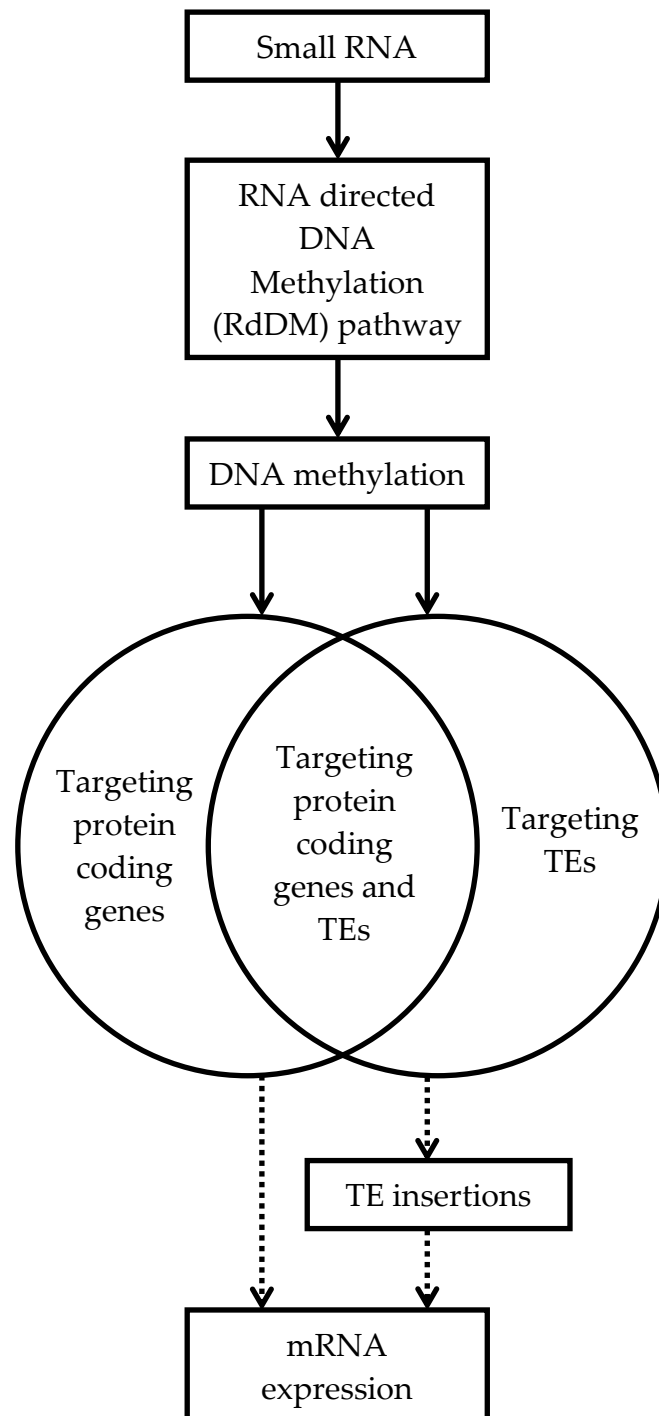 Small RNA
RNA directed
DNA
Methylation
(RdDM) pathway
DNA methylation
Targeting
protein
coding
genes
Targeting
protein
coding
genes and
TEs
Targeting
TEs
TE insertions
mRNA
expression